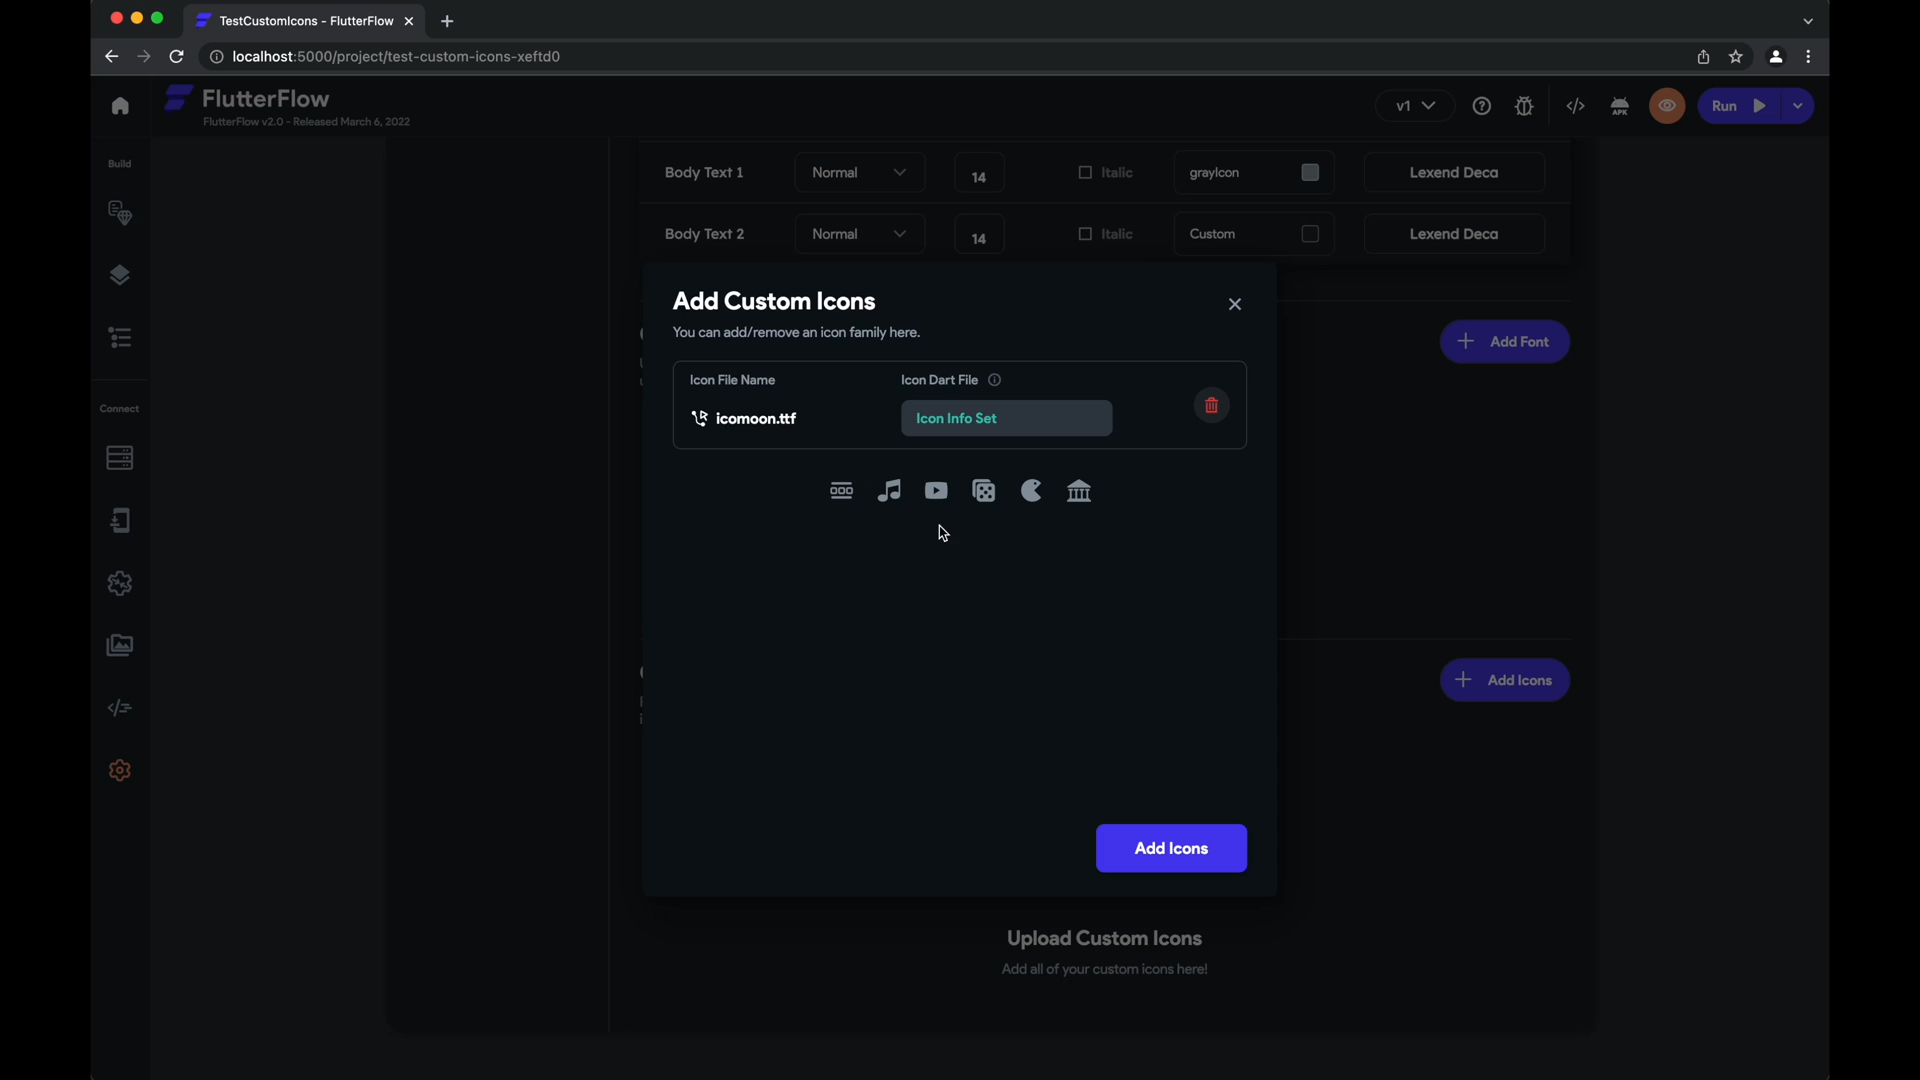 TestCustomIcons - FlutterFlow
localhost:5000/project/test-custom-icons-xeftd0
FlutterFlow
FlutterFlow v2.0 - Released March 6, 2022
v1
APK
Run
Build
Connect
Body Text 1 Normal 14 Italic grayIcon Lexend Deca
Body Text 2 Normal 14 Italic Custom Lexend Deca
Add Font
Add Icons
Add Custom Icons
You can add/remove an icon family here.
Icon File Name Icon Dart File
icomoon.ttf Icon Info Set
Add Icons
Upload Custom Icons
Add all of your custom icons here!